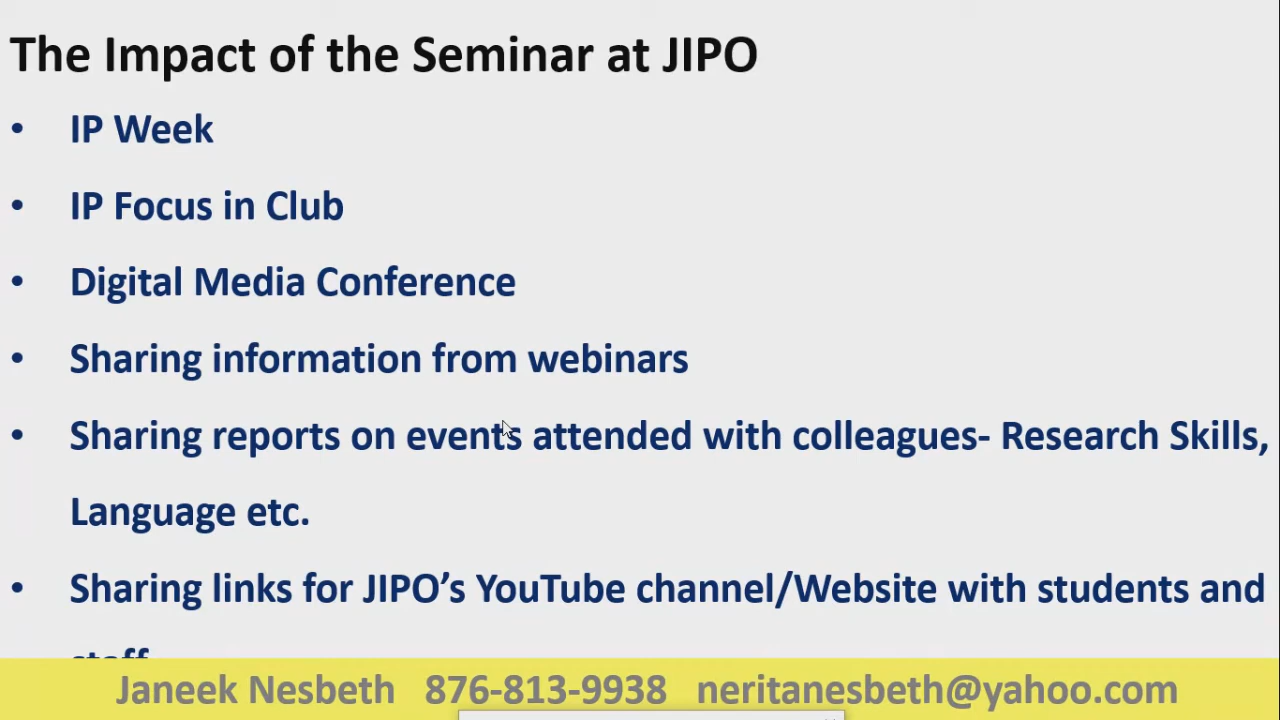 The Impact of the Seminar at JIPO
• IP Week
• IP Focus in Club
• Digital Media Conference
• Sharing information from webinars
• Sharing reports on events attended with colleagues- Research Skills,
Language etc.
• Sharing links for JIPO’s YouTube channel/Website with students and
staff
Janeek Nesbeth 876-813-9938 neritanesbeth@yahoo.com